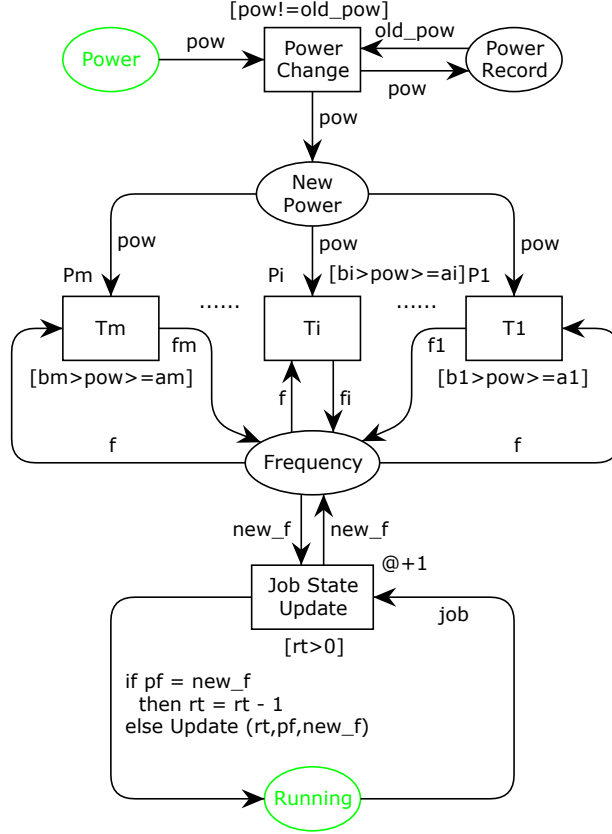 [pow!=old_pow]
Power
pow
Power
Change
old_pow
pow
Power
Record
pow
New
Power
pow
pow
pow
Pm
Pi
[bi>pow>=ai]
P1
......
......
Tm
Ti
T1
fm
f1
[bm>pow>=am]
[b1>pow>=a1]
f
fi
f
f
Frequency
new_f
new_f
@+1
Job State
Update
job
[rt>0]
if pf = new_f
then rt = rt - 1
else Update (rt,pf,new_f)
Running